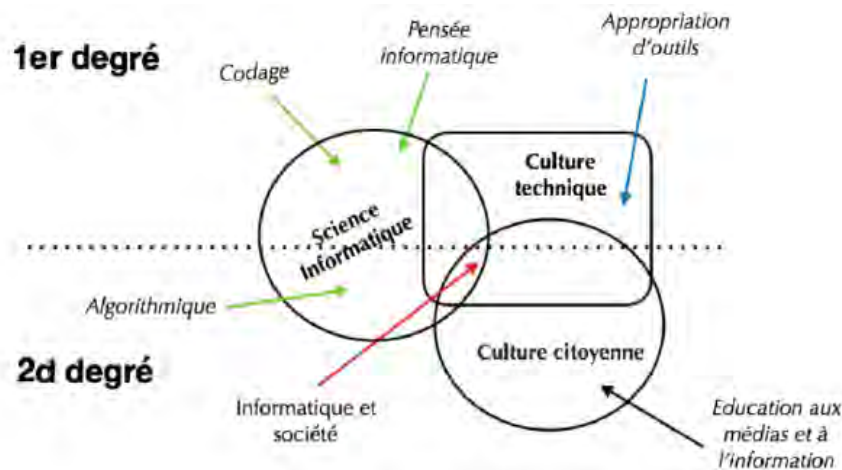 1er degré
Codage
Pensée
informatique
Appropriation
d'outils
Culture
technique
Science
Informatique
Algorithmique
2d degré
Culture citoyenne
Informatique et
société
Education aux
médias et à
l'information